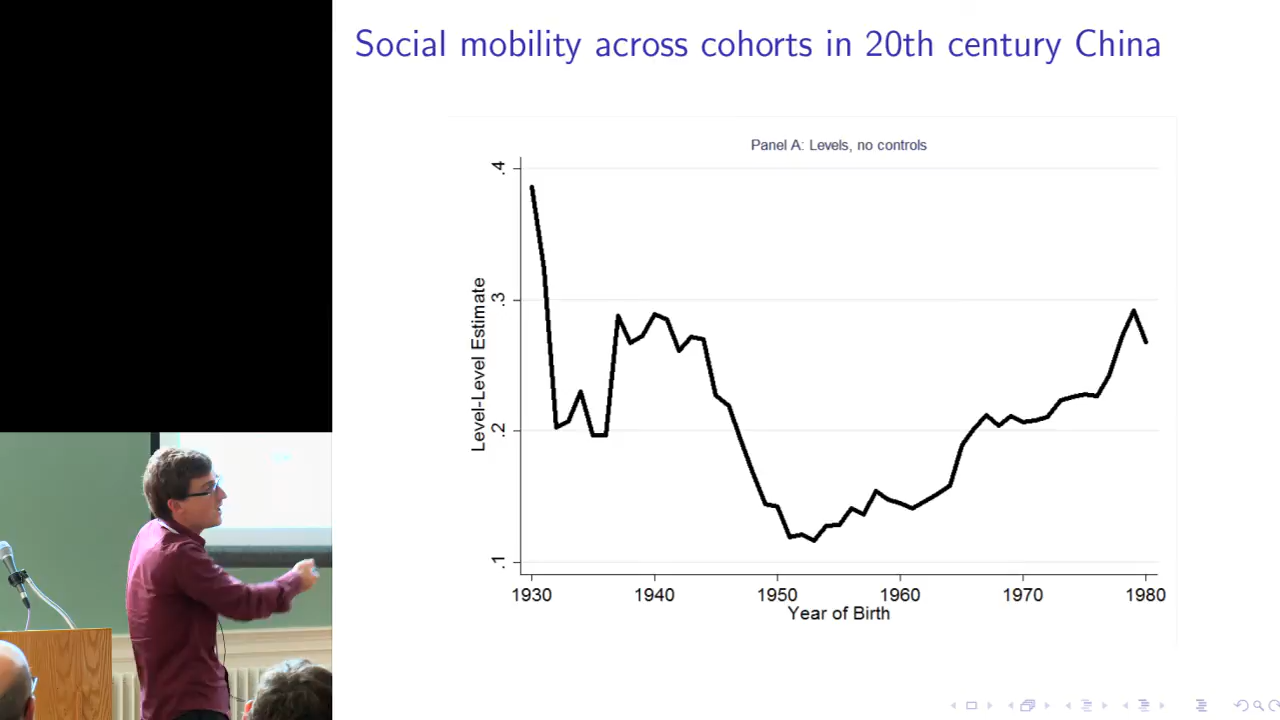 Social mobility across cohorts in 20th century China
Panel A: Levels, no controls
Level-Level Estimate
.4
.3
.2
.1
1930 1940 1950 1960 1970 1980
Year of Birth